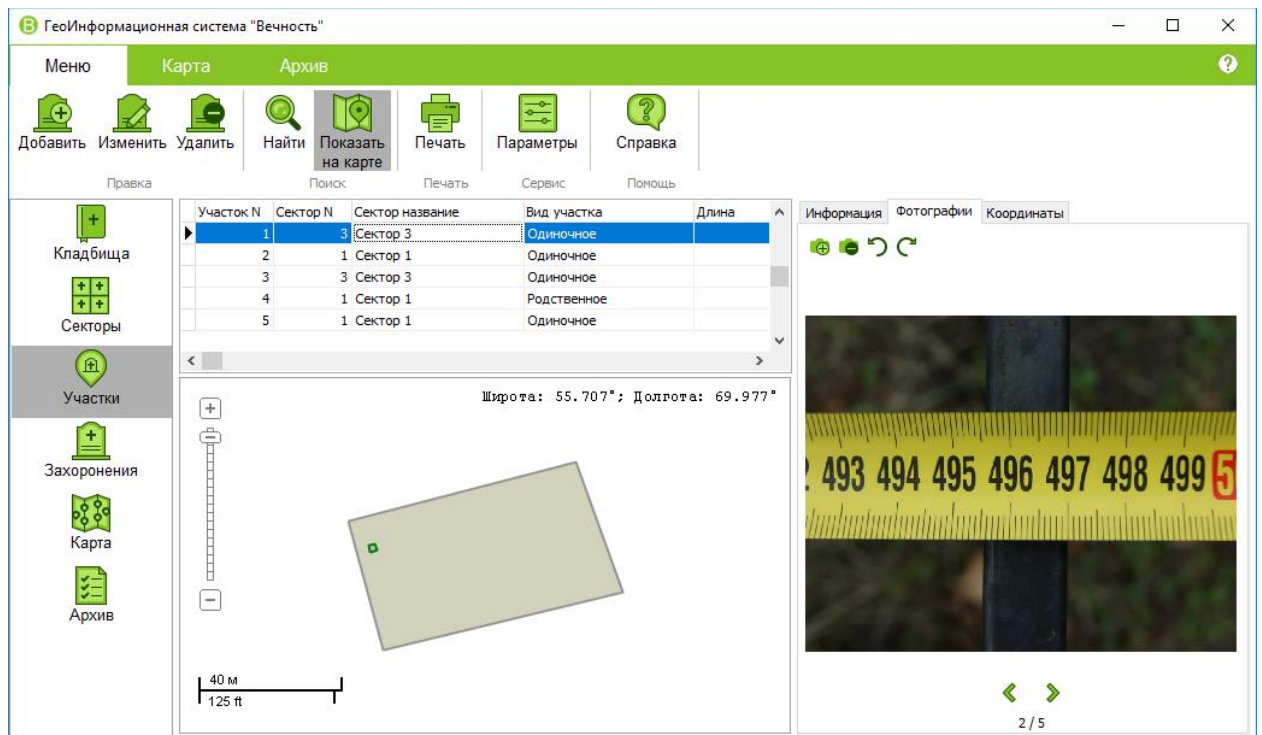 ГеоИнформационная система "Вечность"
Меню Карта Архив
Добавить Изменить Удалить Найти Показать на карте Печать Параметры Справка
Правка Поиск Печать Сервис Помощь
Кладбища
Секторы
Участки
Захоронения
Карта
Архив
Участок N Сектор N Сектор название Вид участка Длина
1 3 Сектор 3 Одиночное
2 1 Сектор 1 Одиночное
3 3 Сектор 3 Одиночное
4 1 Сектор 1 Родственное
5 1 Сектор 1 Одиночное
Широта: 55.707°; Долгота: 69.977°
40 м
125 ft
Информация Фотографии Координаты
493 494 495 496 497 498 499 5
2 / 5